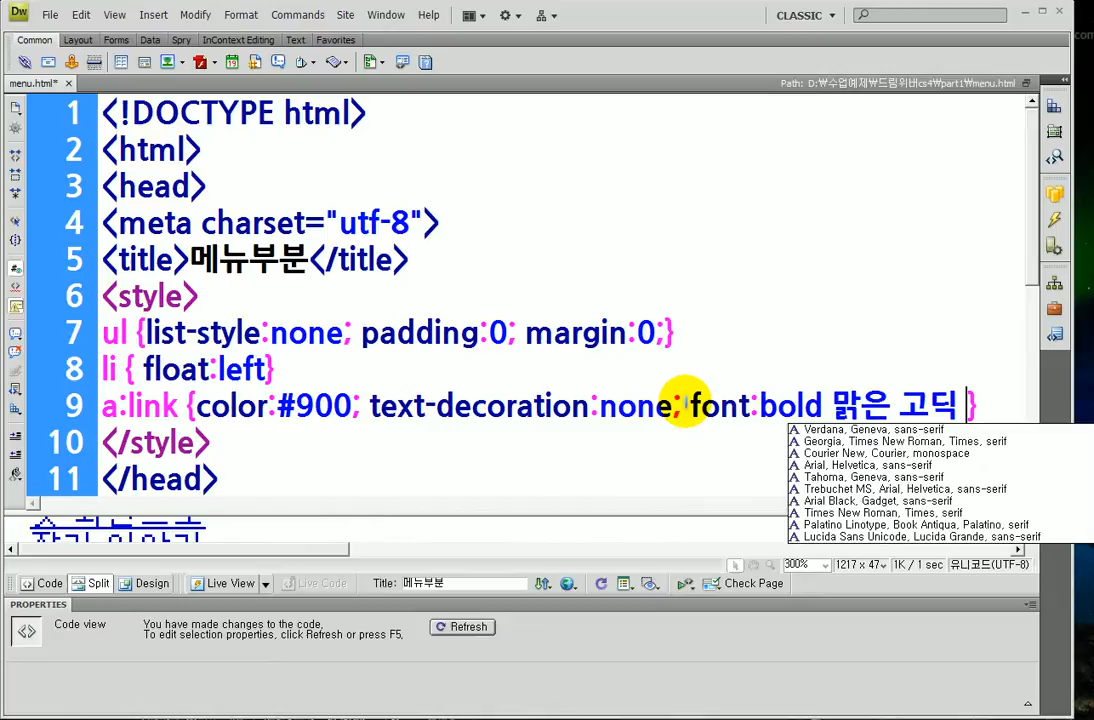 Dw File Edit View Insert Modify Format Commands Site Window Help CLASSIC
Common Layout Forms Data Spry InContext Editing Text Favorites
menu.html* Path: D:₩수업예제₩드림위버cs4₩part1₩menu.html
1 <!DOCTYPE html>
2 <html>
3 <head>
4 <meta charset="utf-8">
5 <title>메뉴부분</title>
6 <style>
7 ul {list-style:none; padding:0; margin:0;}
8 li { float:left}
9 a:link {color:#900; text-decoration:none; font:bold 맑은 고딕 }
10 </style>
11 </head>
Verdana, Geneva, sans-serif
Georgia, Times New Roman, Times, serif
Courier New, Courier, monospace
Arial, Helvetica, sans-serif
Tahoma, Geneva, sans-serif
Trebuchet MS, Arial, Helvetica, sans-serif
Arial Black, Gadget, sans-serif
Times New Roman, Times, serif
Palatino Linotype, Book Antiqua, Palatino, serif
Lucida Sans Unicode, Lucida Grande, sans-serif
300% 1217 x 47 1K / 1 sec 유니코드(UTF-8)
Code Split Design Live View Live Code Title: 메뉴부분 Check Page
PROPERTIES
Code view
You have made changes to the code.
To edit selection properties, click Refresh or press F5.
Refresh